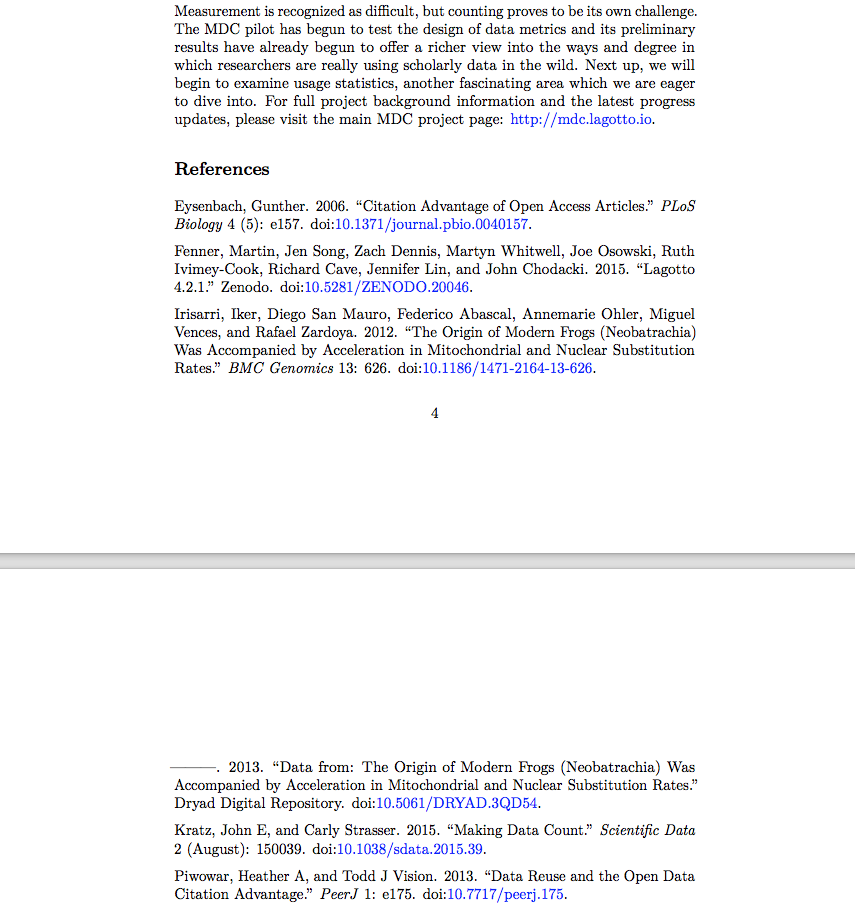 Measurement is recognized as difficult, but counting proves to be its own challenge.
The MDC pilot has begun to test the design of data metrics and its preliminary
results have already begun to offer a richer view into the ways and degree in
which researchers are really using scholarly data in the wild. Next up, we will
begin to examine usage statistics, another fascinating area which we are eager
to dive into. For full project background information and the latest progress
updates, please visit the main MDC project page: http://mdc.lagotto.io.
References
Eysenbach, Gunther. 2006. “Citation Advantage of Open Access Articles.” PLoS
Biology 4 (5): e157. doi:10.1371/journal.pbio.0040157.
Fenner, Martin, Jen Song, Zach Dennis, Martyn Whitwell, Joe Osowski, Ruth
Ivimey-Cook, Richard Cave, Jennifer Lin, and John Chodacki. 2015. “Lagotto
4.2.1.” Zenodo. doi:10.5281/ZENODO.20046.
Irisarri, Iker, Diego San Mauro, Federico Abascal, Annemarie Ohler, Miguel
Vences, and Rafael Zardoya. 2012. “The Origin of Modern Frogs (Neobatrachia)
Was Accompanied by Acceleration in Mitochondrial and Nuclear Substitution
Rates.” BMC Genomics 13: 626. doi:10.1186/1471-2164-13-626.
4
———. 2013. “Data from: The Origin of Modern Frogs (Neobatrachia) Was
Accompanied by Acceleration in Mitochondrial and Nuclear Substitution Rates.”
Dryad Digital Repository. doi:10.5061/DRYAD.3QD54.
Kratz, John E, and Carly Strasser. 2015. “Making Data Count.” Scientific Data
2 (August): 150039. doi:10.1038/sdata.2015.39.
Piwowar, Heather A, and Todd J Vision. 2013. “Data Reuse and the Open Data
Citation Advantage.” PeerJ 1: e175. doi:10.7717/peerj.175.